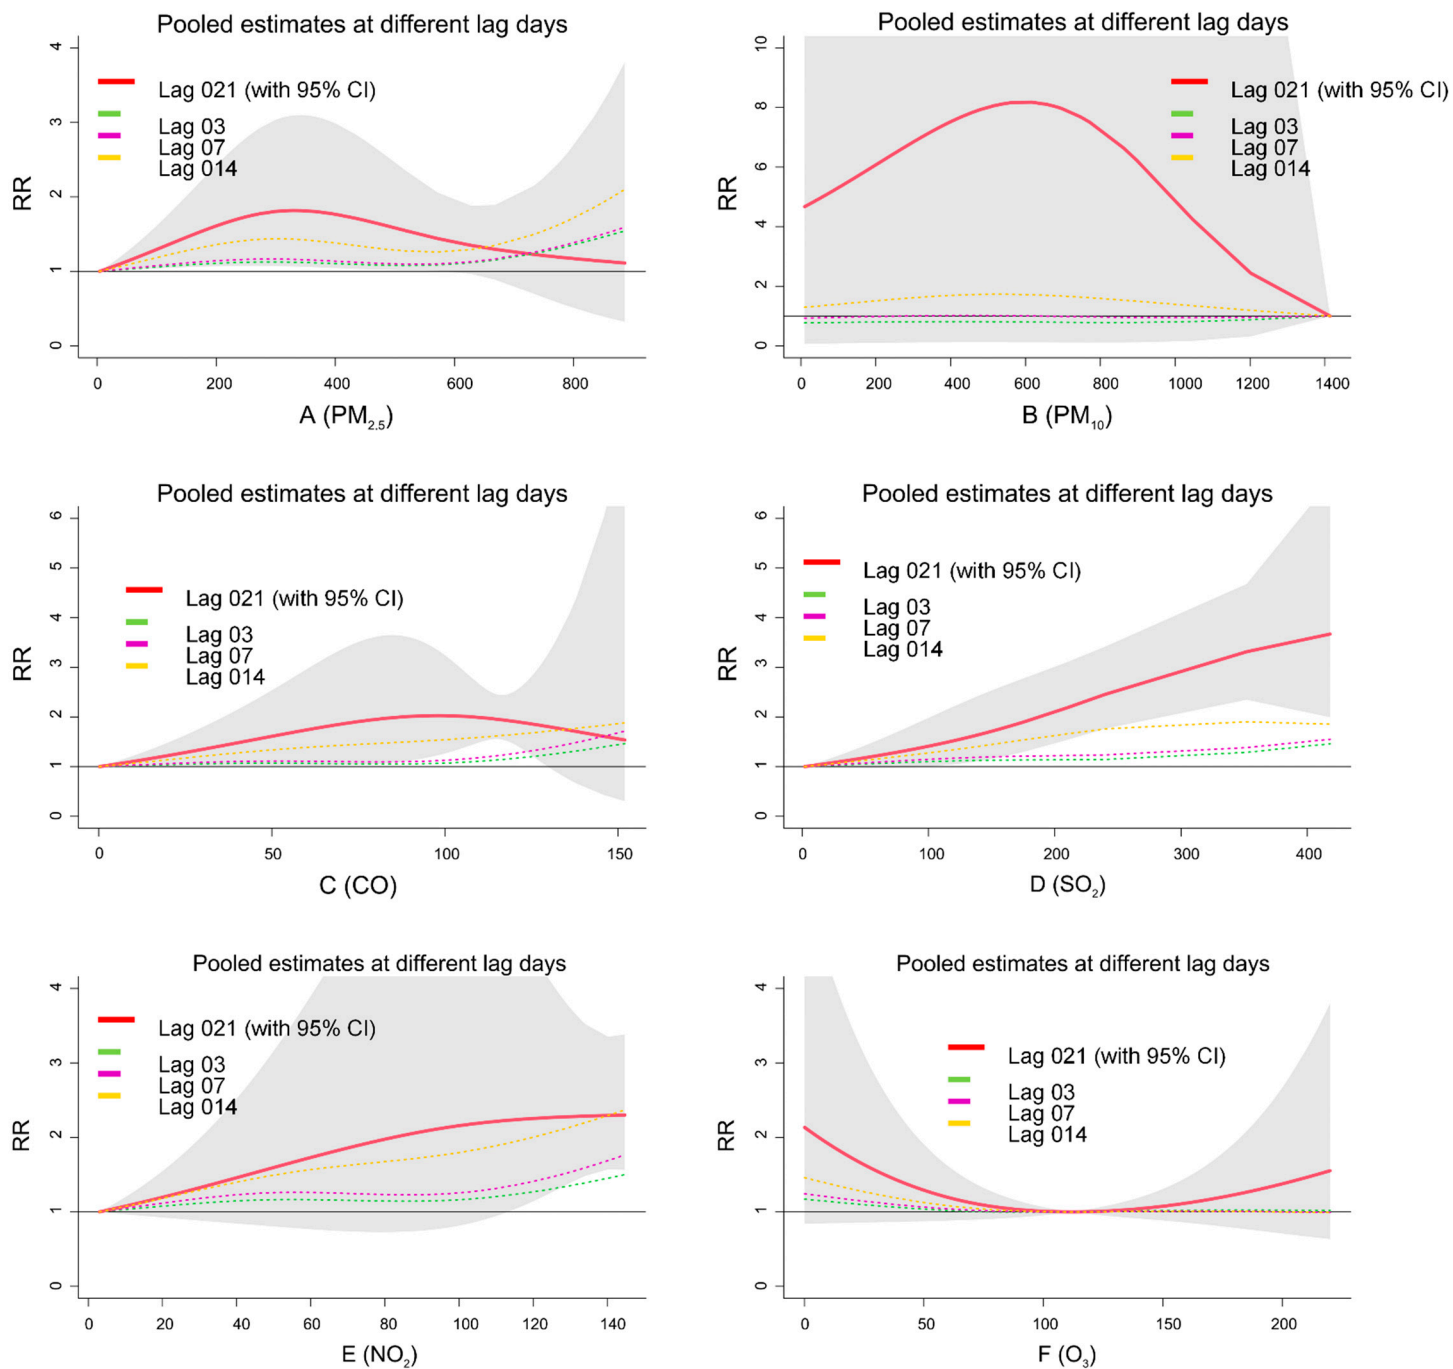 Pooled estimates at different lag days
4
3
2
1
0
RR
Lag 021 (with 95% CI)
Lag 03
Lag 07
Lag 014
0 200 400 600 800
A (PM2.5)
Pooled estimates at different lag days
10
8
6
4
2
0
RR
Lag 021 (with 95% CI)
Lag 03
Lag 07
Lag 014
0 200 400 600 800 1000 1200 1400
B (PM10)
Pooled estimates at different lag days
6
5
4
3
2
1
0
RR
Lag 021 (with 95% CI)
Lag 03
Lag 07
Lag 014
0 50 100 150
C (CO)
Pooled estimates at different lag days
6
5
4
3
2
1
0
RR
Lag 021 (with 95% CI)
Lag 03
Lag 07
Lag 014
0 100 200 300 400
D (SO2)
Pooled estimates at different lag days
4
3
2
1
0
RR
Lag 021 (with 95% CI)
Lag 03
Lag 07
Lag 014
0 20 40 60 80 100 120 140
E (NO2)
Pooled estimates at different lag days
4
3
2
1
0
RR
Lag 021 (with 95% CI)
Lag 03
Lag 07
Lag 014
0 50 100 150 200
F (O3)